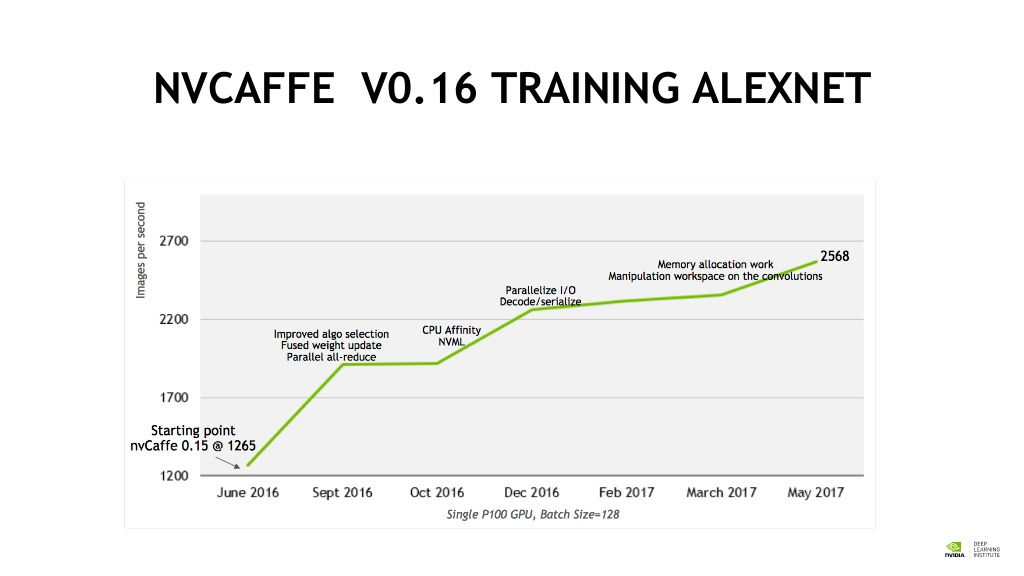 NVCAFFE V0.16 TRAINING ALEXNET
Images per second
2700
2200
1700
1200
2568
Memory allocation work
Manipulation workspace on the convolutions
Parallelize I/O
Decode/serialize
CPU Affinity
NVML
Improved algo selection
Fused weight update
Parallel all-reduce
Starting point
nvCaffe 0.15 @ 1265
June 2016 Sept 2016 Oct 2016 Dec 2016 Feb 2017 March 2017 May 2017
Single P100 GPU, Batch Size=128
NVIDIA
DEEP
LEARNING
INSTITUTE